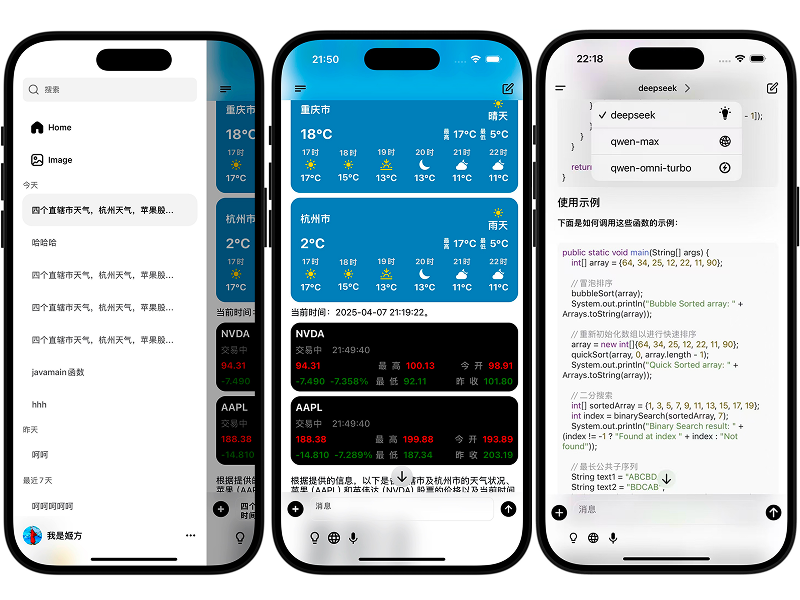 搜索
Home
Image
今天
四个直辖市天气，杭州天气，苹果股...
哈哈哈
四个直辖市天气，杭州天气，苹果股...
四个直辖市天气，杭州天气，苹果股...
四个直辖市天气，杭州天气，苹果股...
javamain函数
hhh
昨天
呵呵
最近7天
呵呵呵呵呵
我是姬方
重庆市
18°C
17时
17°C
杭州市
2°C
17时
17°C
当前时间：
NVDA
交易中
94.31
-7.490
AAPL
交易中
188.38
-14.810
根据提供的
苹果 (AAPL
四个
时间
21:50
重庆市
晴天
18°C
最高 17°C 最低 5°C
17时 18时 19时 20时 21时 22时
17°C 15°C 13°C 13°C 11°C 11°C
杭州市
雨天
2°C
最高 17°C 最低 5°C
17时 18时 19时 20时 21时 22时
17°C 15°C 13°C 13°C 11°C 11°C
当前时间：2025-04-07 21:19:22。
NVDA
交易中 21:49:40
94.31 最高 100.13 今开 98.91
-7.490 -7.358% 最低 92.11 昨收 101.80
AAPL
交易中 21:49:40
188.38 最高 199.88 今开 193.89
-14.810 -7.289% 最低 187.34 昨收 203.19
根据提供的信息，以下是 辖市及杭州市的天气状况、
苹果 (AAPL) 和英伟达 (NVDA) 股票的价格以及当前时间
消息
22:18
deepseek
deepseek
qwen-max
qwen-omni-turbo
}
- 1]);
}
}
return
}
使用示例
下面是如何调用这些函数的示例：
public static void main(String[] args) {
int[] array = {64, 34, 25, 12, 22, 11, 90};
// 冒泡排序
bubbleSort(array);
System.out.println("Bubble Sorted array: " +
Arrays.toString(array));
// 重新初始化数组以进行快速排序
array = new int[]{64, 34, 25, 12, 22, 11, 90};
quickSort(array, 0, array.length - 1);
System.out.println("Quick Sorted array: " +
Arrays.toString(array));
// 二分搜索
int[] sortedArray = {1, 3, 5, 7, 9, 11, 13, 15, 17, 19};
int index = binarySearch(sortedArray, 7);
System.out.println("Binary Search result: " +
(index != -1 ? "Found at index " + index : "Not
found"));
// 最长公共子序列
String text1 = "ABCBD
String text2 = "BDCAB";
消息